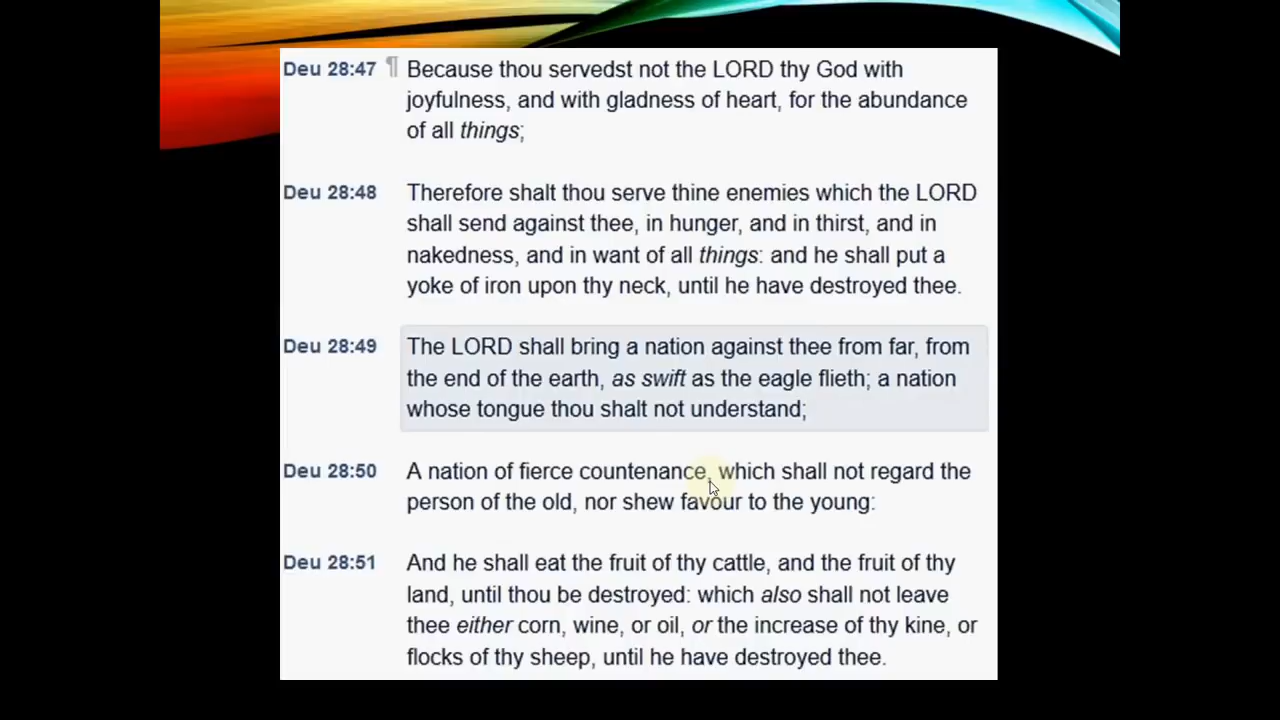 Deu 28:47 ¶ Because thou servedst not the LORD thy God with
joyfulness, and with gladness of heart, for the abundance
of all things;
Deu 28:48 Therefore shalt thou serve thine enemies which the LORD
shall send against thee, in hunger, and in thirst, and in
nakedness, and in want of all things: and he shall put a
yoke of iron upon thy neck, until he have destroyed thee.
Deu 28:49 The LORD shall bring a nation against thee from far, from
the end of the earth, as swift as the eagle flieth; a nation
whose tongue thou shalt not understand;
Deu 28:50 A nation of fierce countenance, which shall not regard the
person of the old, nor shew favour to the young:
Deu 28:51 And he shall eat the fruit of thy cattle, and the fruit of thy
land, until thou be destroyed: which also shall not leave
thee either corn, wine, or oil, or the increase of thy kine, or
flocks of thy sheep, until he have destroyed thee.